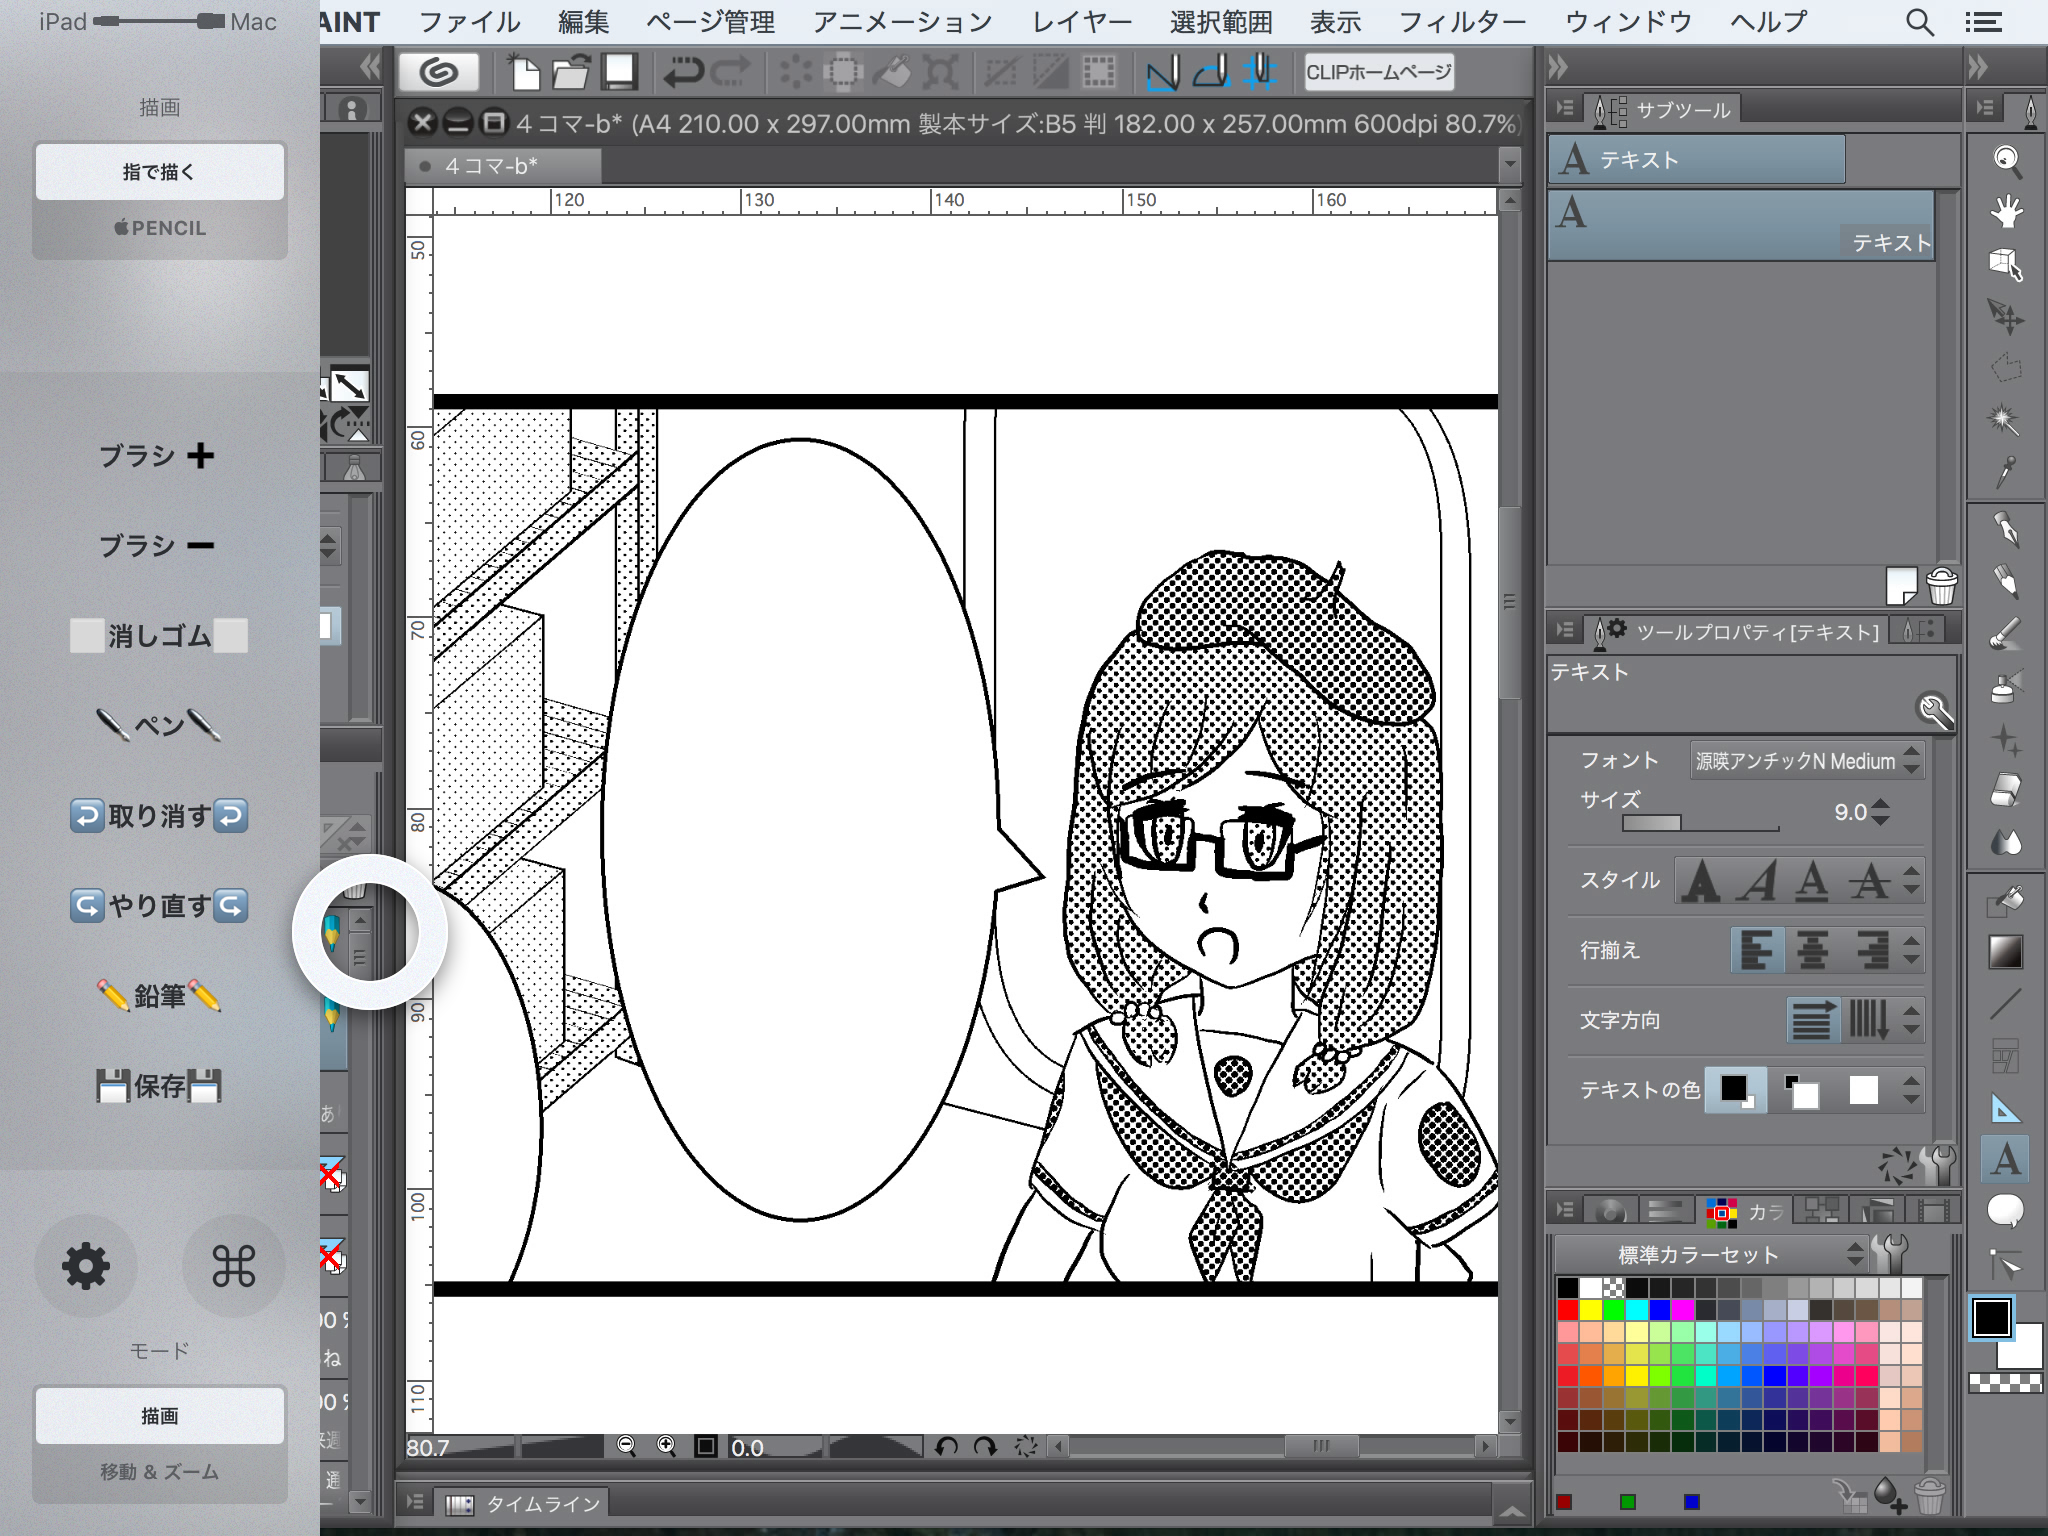 iPad Mac
描画
指で描く
PENCIL
ブラシ ➕
ブラシ ➖
⬜消しゴム⬜
ペン
↩️取り消す↩️
↪️やり直す↪️
✏️鉛筆✏️
💾保存💾
モード
描画
移動 & ズーム
AINT ファイル 編集 ページ管理 アニメーション レイヤー 選択範囲 表示 フィルター ウィンドウ ヘルプ
CLIPホームページ
4コマ-b* (A4 210.00 x 297.00mm 製本サイズ:B5 判 182.00 x 257.00mm 600dpi 80.7%)
4コマ-b*
120 130 140 150 160
50
60
70
80
90
100
110
80.7 0.0
タイムライン
サブツール
A テキスト
A
テキスト
ツールプロパティ[テキスト]
テキスト
フォント 源暎アンチックN Medium
サイズ 9.0
スタイル A A A A
行揃え
文字方向
テキストの色
カラ
標準カラーセット
A